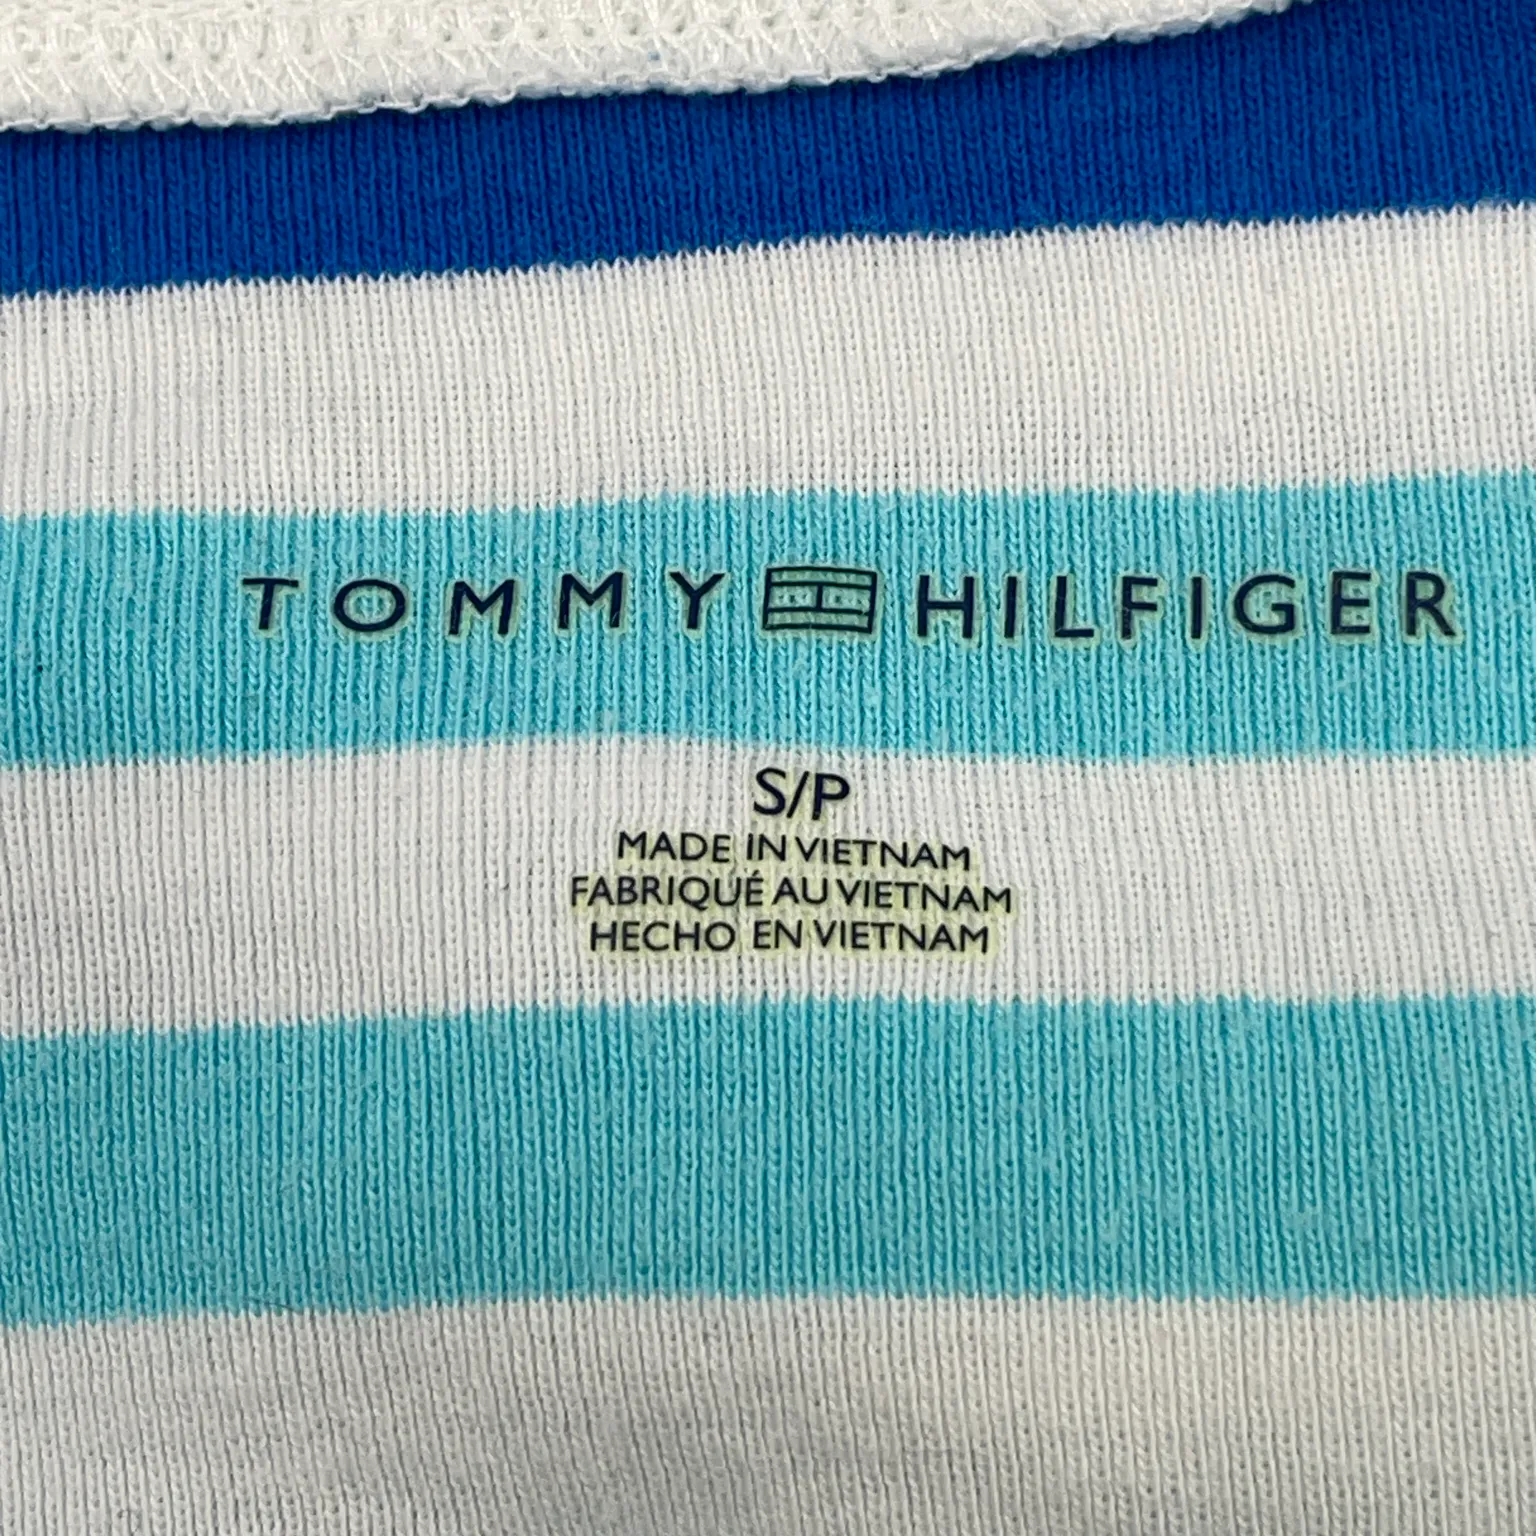 TOMMY HILFIGER
S/P
MADE IN VIETNAM
FABRIQUÉ AU VIETNAM
HECHO EN VIETNAM